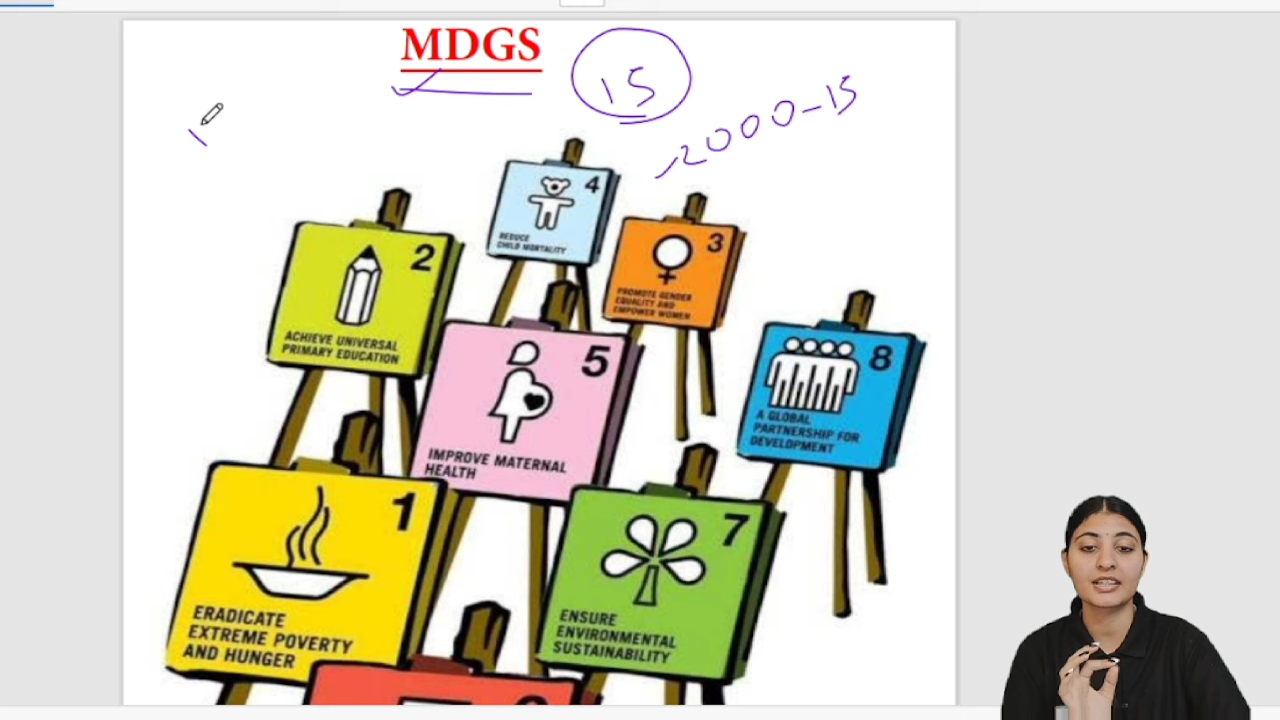 MDGS
15
2000-15
4
REDUCE
CHILD MORTALITY
3
PROMOTE GENDER
EQUALITY AND
EMPOWER WOMEN
2
ACHIEVE UNIVERSAL
PRIMARY EDUCATION
5
IMPROVE MATERNAL
HEALTH
8
A GLOBAL
PARTNERSHIP FOR
DEVELOPMENT
1
ERADICATE
EXTREME POVERTY
AND HUNGER
7
ENSURE
ENVIRONMENTAL
SUSTAINABILITY